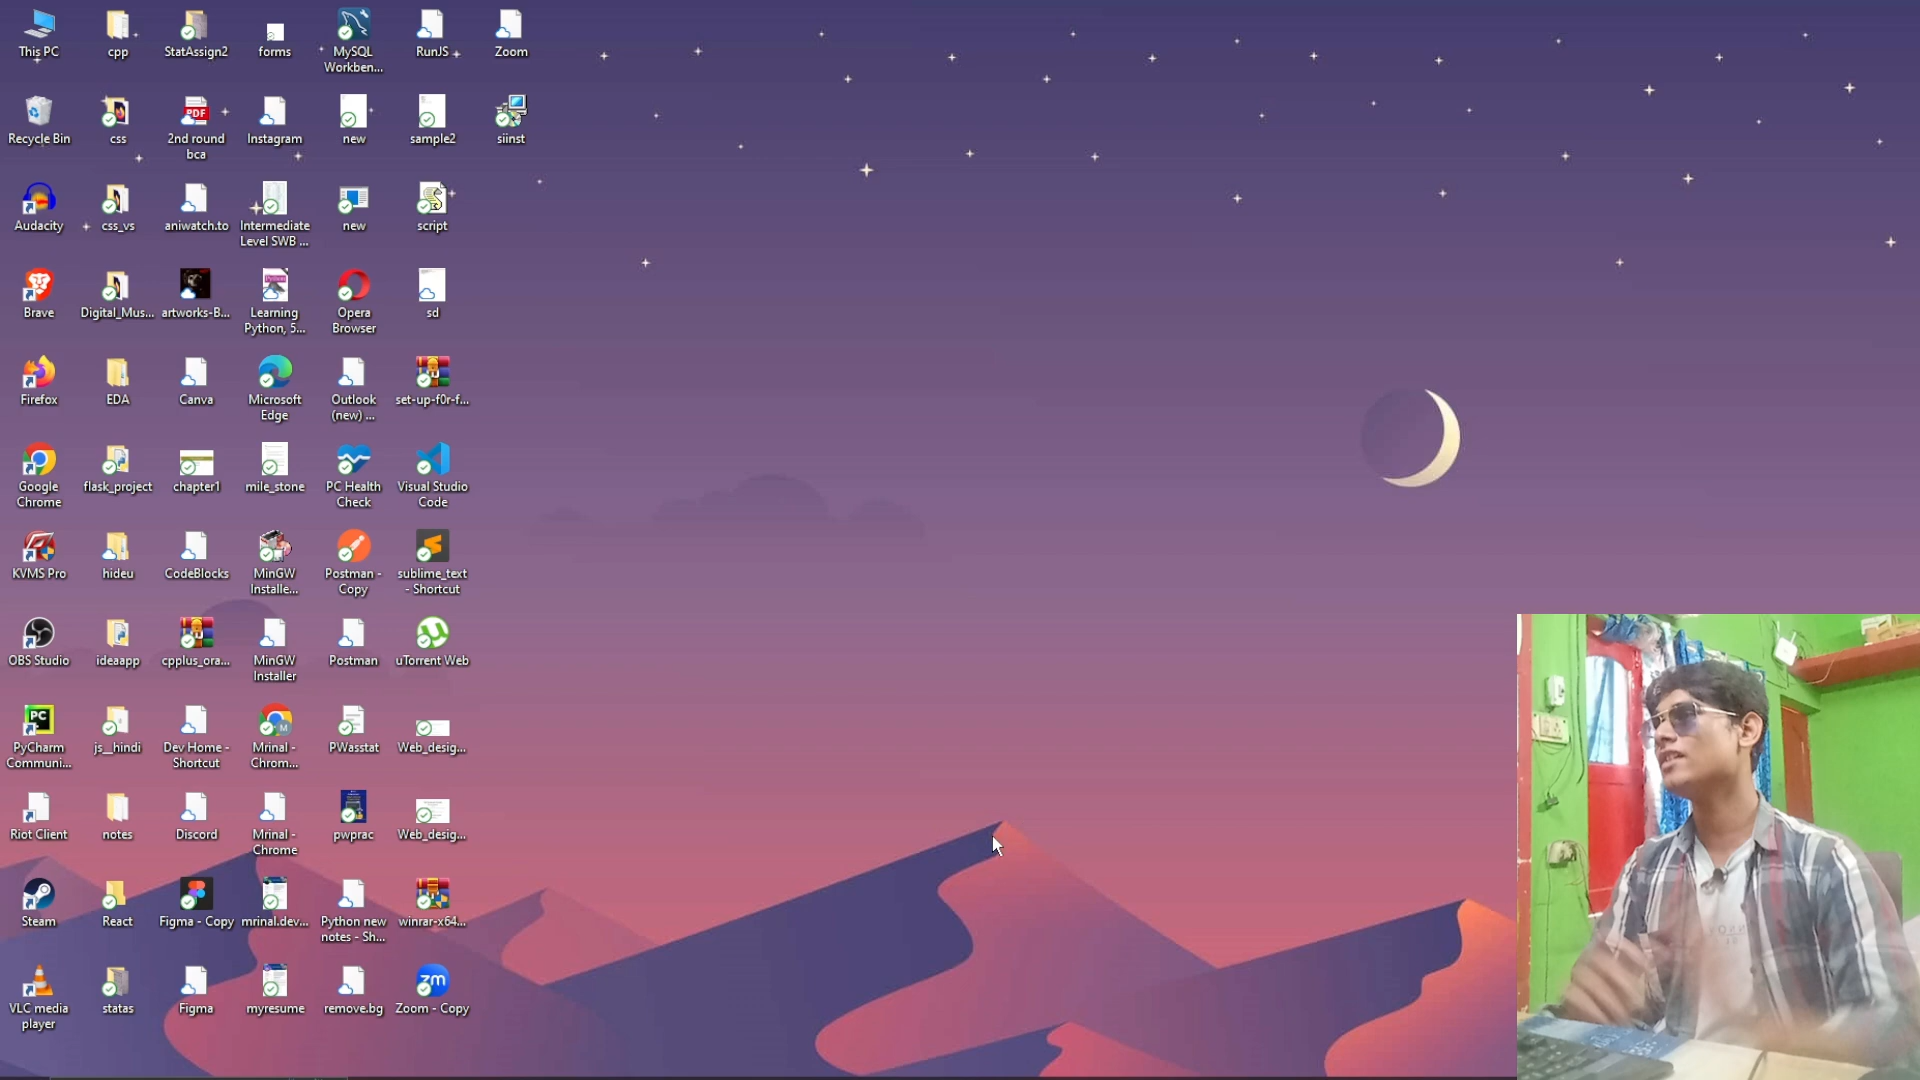 This PC
cpp
StatAssign2
forms
MySQL
Workben...
RunJS
Zoom
Recycle Bin
css
PDF
2nd round
bca
Instagram
new
sample2
siinst
Audacity
css_vs
aniwatch.to
Intermediate
Level SWB ...
new
script
Brave
Digital_Mus...
artworks-B...
Learning
Python, 5...
Opera
Browser
sd
Firefox
EDA
Canva
Microsoft
Edge
Outlook
(new) ...
set-up-f0r-f...
Google
Chrome
flask_project
chapter1
mile_stone
PC Health
Check
Visual Studio
Code
KVMS Pro
hideu
CodeBlocks
MinGW
Installe...
Postman -
Copy
sublime_text
- Shortcut
OBS Studio
ideaapp
cpplus_ora...
MinGW
Installer
Postman
uTorrent Web
PC
PyCharm
Communi...
js__hindi
Dev Home -
Shortcut
M
Mrinal -
Chrom...
PWasstat
Web_desig...
Riot Client
notes
Discord
Mrinal -
Chrome
pwprac
Web_desig...
Steam
React
Figma - Copy
mrinal.dev...
Python new
notes - Sh...
winrar-x64...
VLC media
player
statas
Figma
myresume
remove.bg
zm
Zoom - Copy